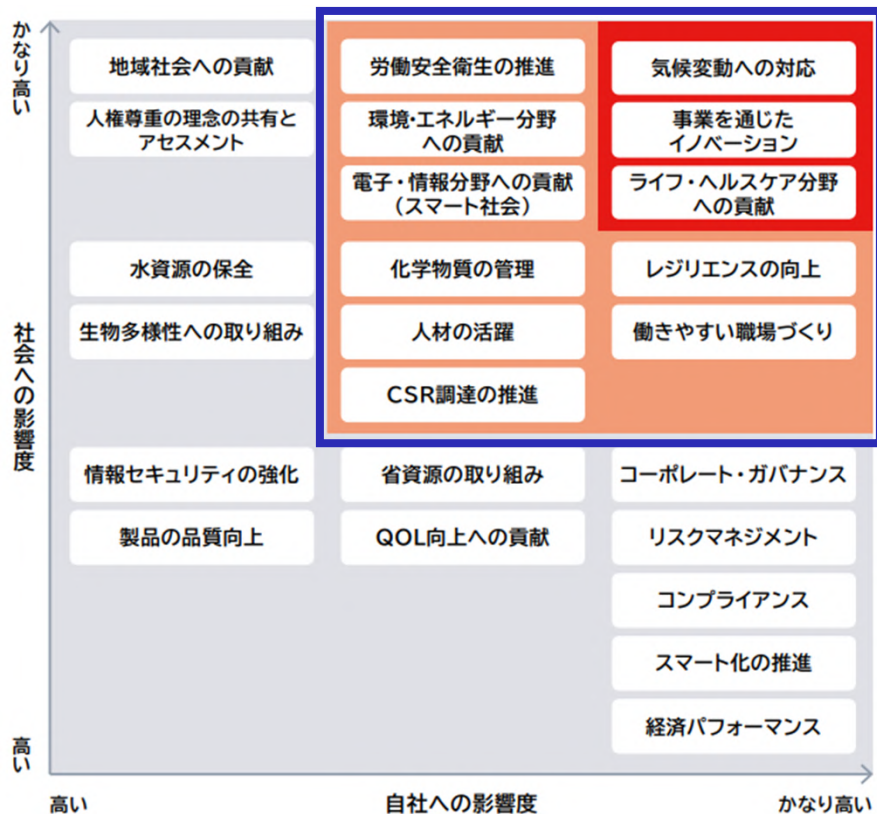 かなり高い
地域社会への貢献
労働安全衛生の推進
気候変動への対応
人権尊重の理念の共有と
アセスメント
環境・エネルギー分野
への貢献
事業を通じた
イノベーション
電子・情報分野への貢献
(スマート社会)
ライフ・ヘルスケア分野
への貢献
水資源の保全
化学物質の管理
レジリエンスの向上
生物多様性への取り組み
人材の活躍
働きやすい職場づくり
CSR調達の推進
社会への影響度
情報セキュリティの強化
省資源の取り組み
コーポレート・ガバナンス
製品の品質向上
QOL向上への貢献
リスクマネジメント
コンプライアンス
スマート化の推進
経済パフォーマンス
高い
高い
自社への影響度
かなり高い